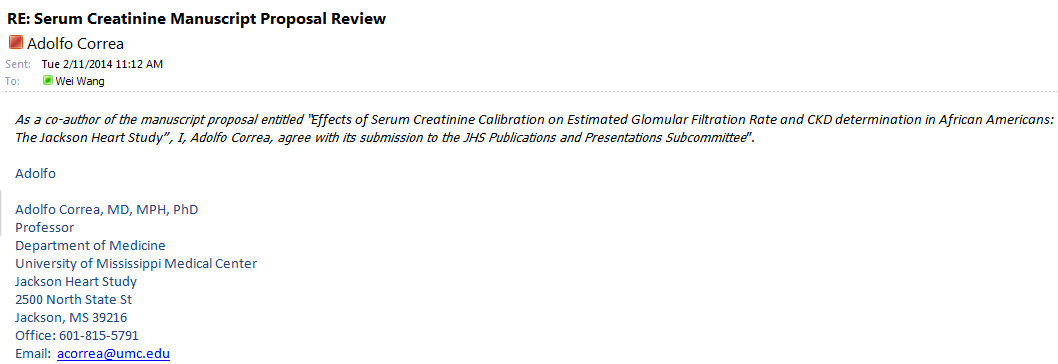 RE: Serum Creatinine Manuscript Proposal Review
Adolfo Correa
Sent: Tue 2/11/2014 11:12 AM
To: Wei Wang
As a co-author of the manuscript proposal entitled "Effects of Serum Creatinine Calibration on Estimated Glomular Filtration Rate and CKD determination in African Americans:
The Jackson Heart Study”, I, Adolfo Correa, agree with its submission to the JHS Publications and Presentations Subcommittee".
Adolfo
Adolfo Correa, MD, MPH, PhD
Professor
Department of Medicine
University of Mississippi Medical Center
Jackson Heart Study
2500 North State St
Jackson, MS 39216
Office: 601-815-5791
Email: acorrea@umc.edu